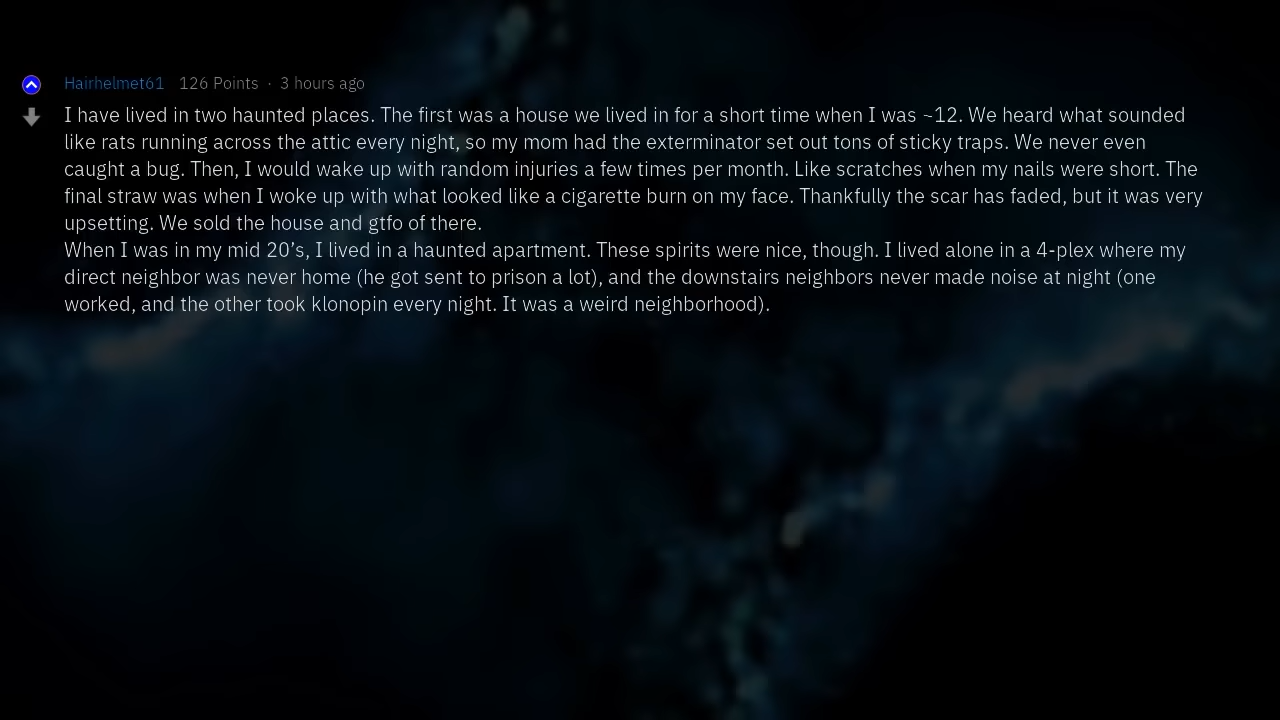 Hairhelmet61 126 Points · 3 hours ago
I have lived in two haunted places. The first was a house we lived in for a short time when I was ~12. We heard what sounded
like rats running across the attic every night, so my mom had the exterminator set out tons of sticky traps. We never even
caught a bug. Then, I would wake up with random injuries a few times per month. Like scratches when my nails were short. The
final straw was when I woke up with what looked like a cigarette burn on my face. Thankfully the scar has faded, but it was very
upsetting. We sold the house and gtfo of there.
When I was in my mid 20’s, I lived in a haunted apartment. These spirits were nice, though. I lived alone in a 4-plex where my
direct neighbor was never home (he got sent to prison a lot), and the downstairs neighbors never made noise at night (one
worked, and the other took klonopin every night. It was a weird neighborhood).